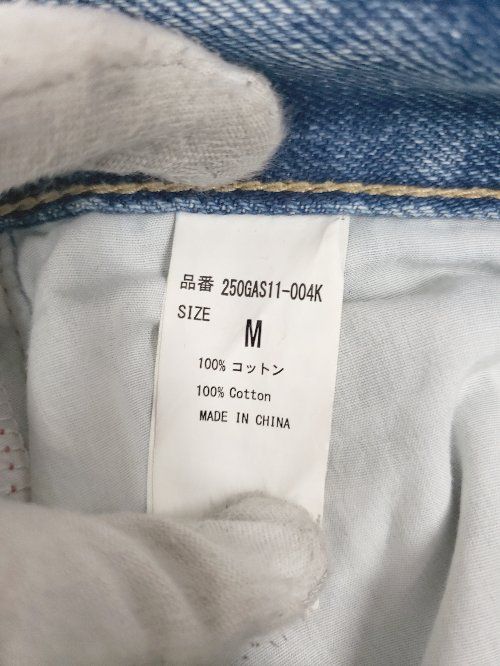 品番 250GAS11-004K
SIZE
M
100% コットン
100% Cotton
MADE IN CHINA